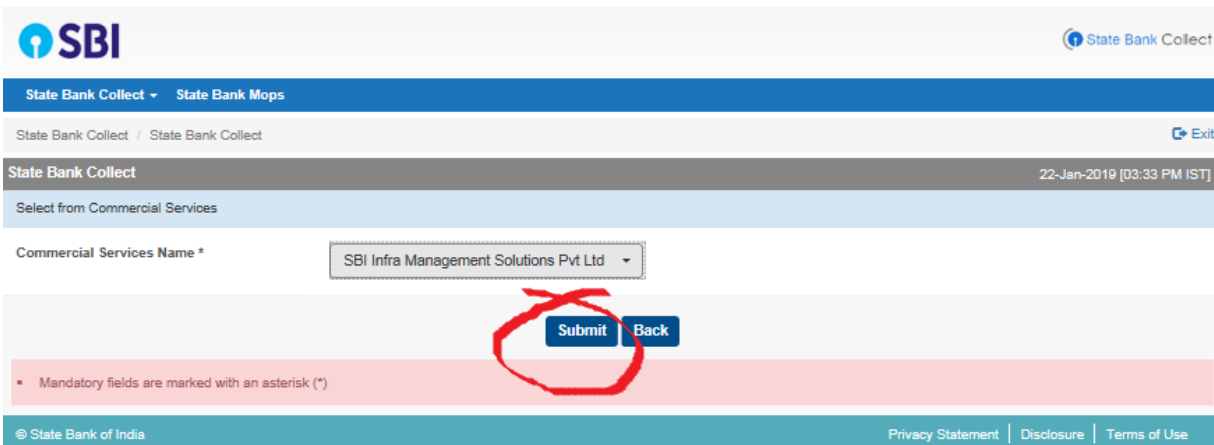 SBI
State Bank Collect
State Bank Collect State Bank Mops
State Bank Collect / State Bank Collect Exit
State Bank Collect 22-Jan-2019 [03:33 PM IST]
Select from Commercial Services
Commercial Services Name * SBI Infra Management Solutions Pvt Ltd
Submit Back
Mandatory fields are marked with an asterisk (*)
© State Bank of India Privacy Statement | Disclosure | Terms of Use